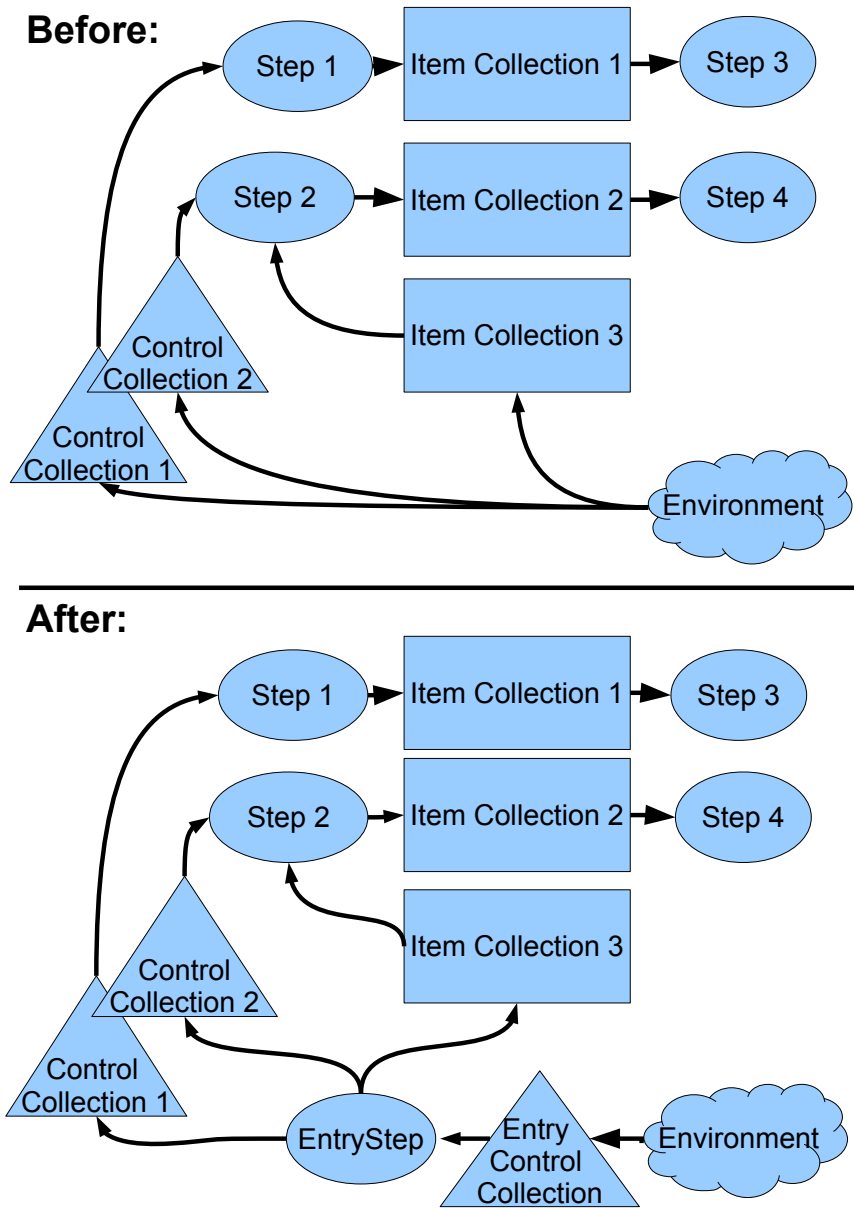 Before:
Step 1
Item Collection 1
Step 3
Step 2
Item Collection 2
Step 4
Item Collection 3
Control
Collection 2
Control
Collection 1
Environment
After:
Step 1
Item Collection 1
Step 3
Step 2
Item Collection 2
Step 4
Item Collection 3
Control
Collection 2
Control
Collection 1
EntryStep
Entry
Control
Collection
Environment